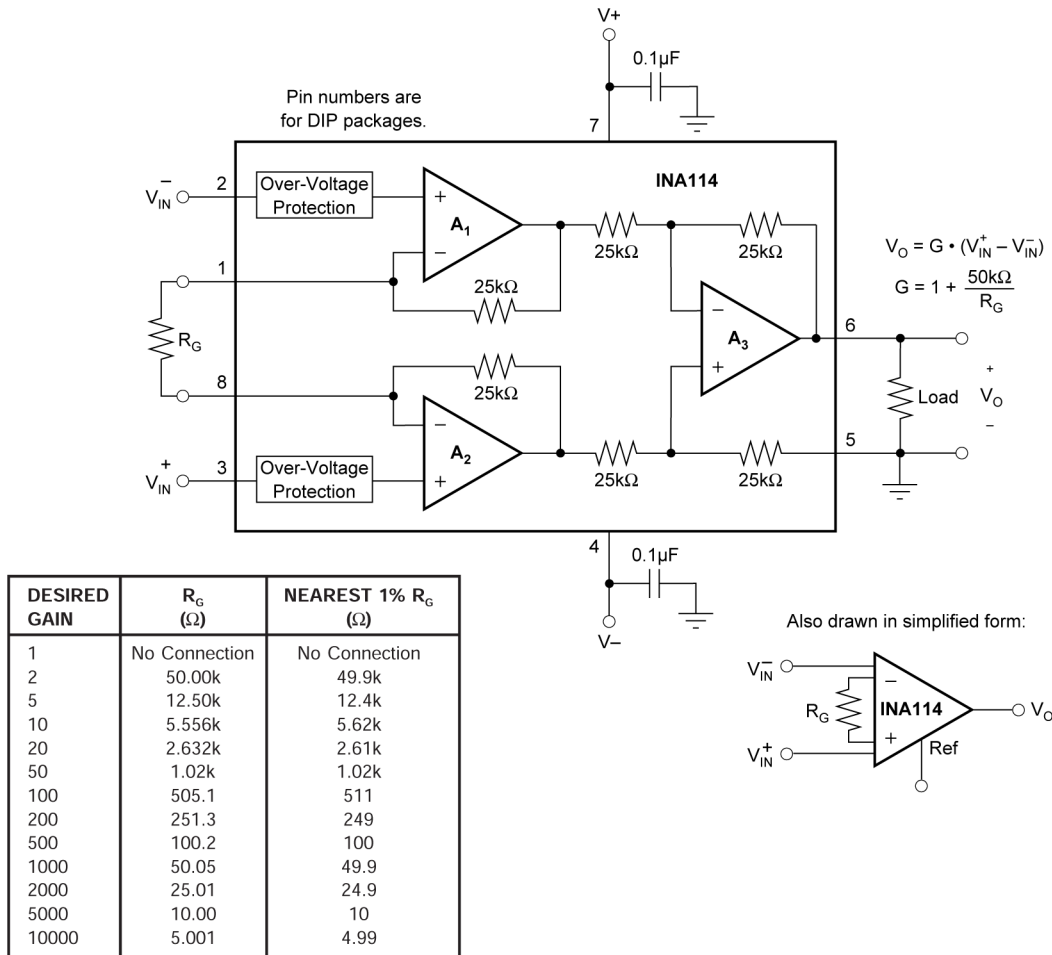 V+
0.1µF
Pin numbers are
for DIP packages.
7
INA114
V⁻IN
2
Over-Voltage
Protection
+
A₁
−
25kΩ
25kΩ
25kΩ
1
RG
8
25kΩ
−
A₂
+
V⁺IN
3
Over-Voltage
Protection
25kΩ
25kΩ
−
A₃
+
6
5
VO = G • (V⁺IN − V⁻IN)
G = 1 + 50kΩ
RG
Load
+
VO
−
4
0.1µF
V−
DESIRED GAIN | RG (Ω) | NEAREST 1% RG (Ω)
1 | No Connection | No Connection
2 | 50.00k | 49.9k
5 | 12.50k | 12.4k
10 | 5.556k | 5.62k
20 | 2.632k | 2.61k
50 | 1.02k | 1.02k
100 | 505.1 | 511
200 | 251.3 | 249
500 | 100.2 | 100
1000 | 50.05 | 49.9
2000 | 25.01 | 24.9
5000 | 10.00 | 10
10000 | 5.001 | 4.99
Also drawn in simplified form:
V⁻IN
−
RG
INA114
+
V⁺IN
Ref
VO